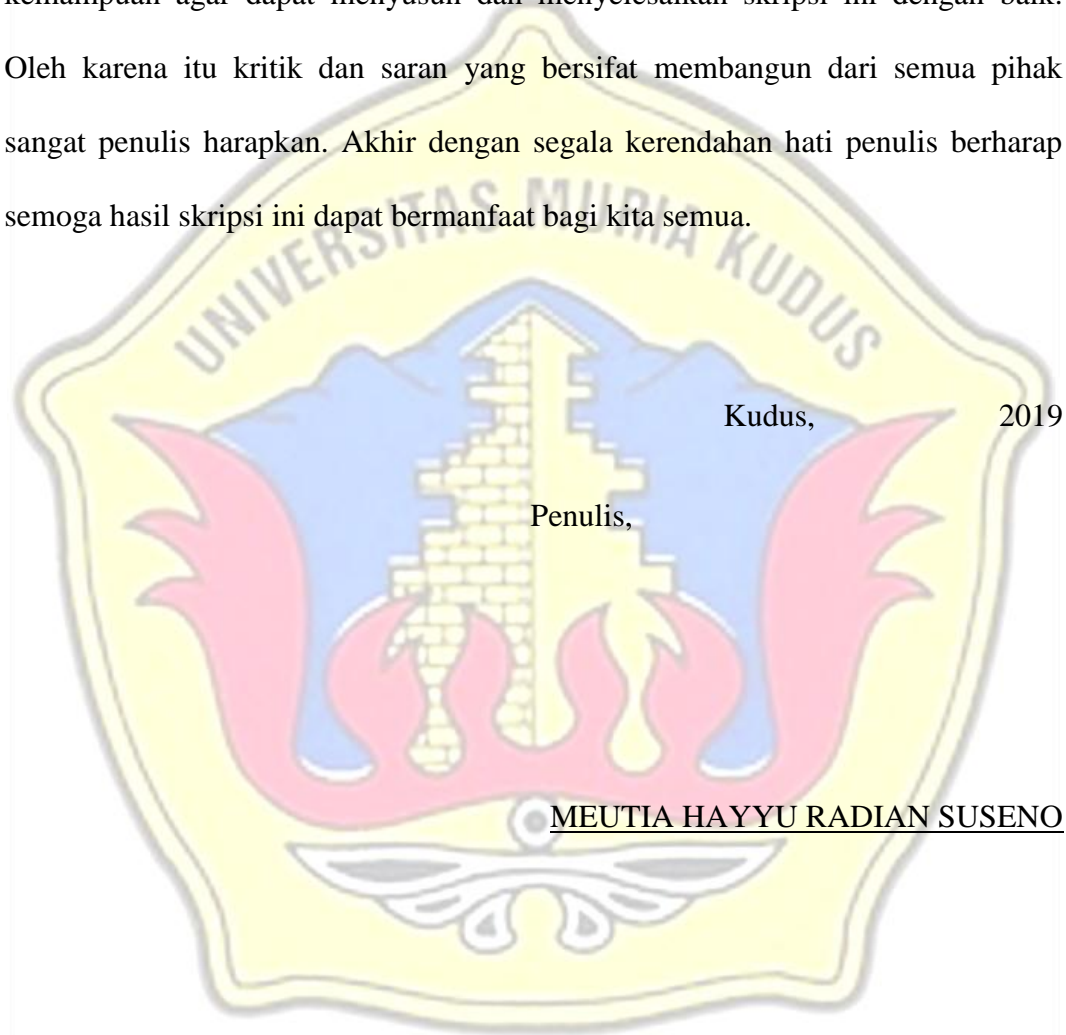 kemampuan agar dapat menyusun dan menyelesaikan skripsi ini dengan baik.
Oleh karena itu kritik dan saran yang bersifat membangun dari semua pihak
sangat penulis harapkan. Akhir dengan segala kerendahan hati penulis berharap
semoga hasil skripsi ini dapat bermanfaat bagi kita semua.
UNIVERSITAS MURIA KUDUS
Kudus, 2019
Penulis,
MEUTIA HAYYU RADIAN SUSENO